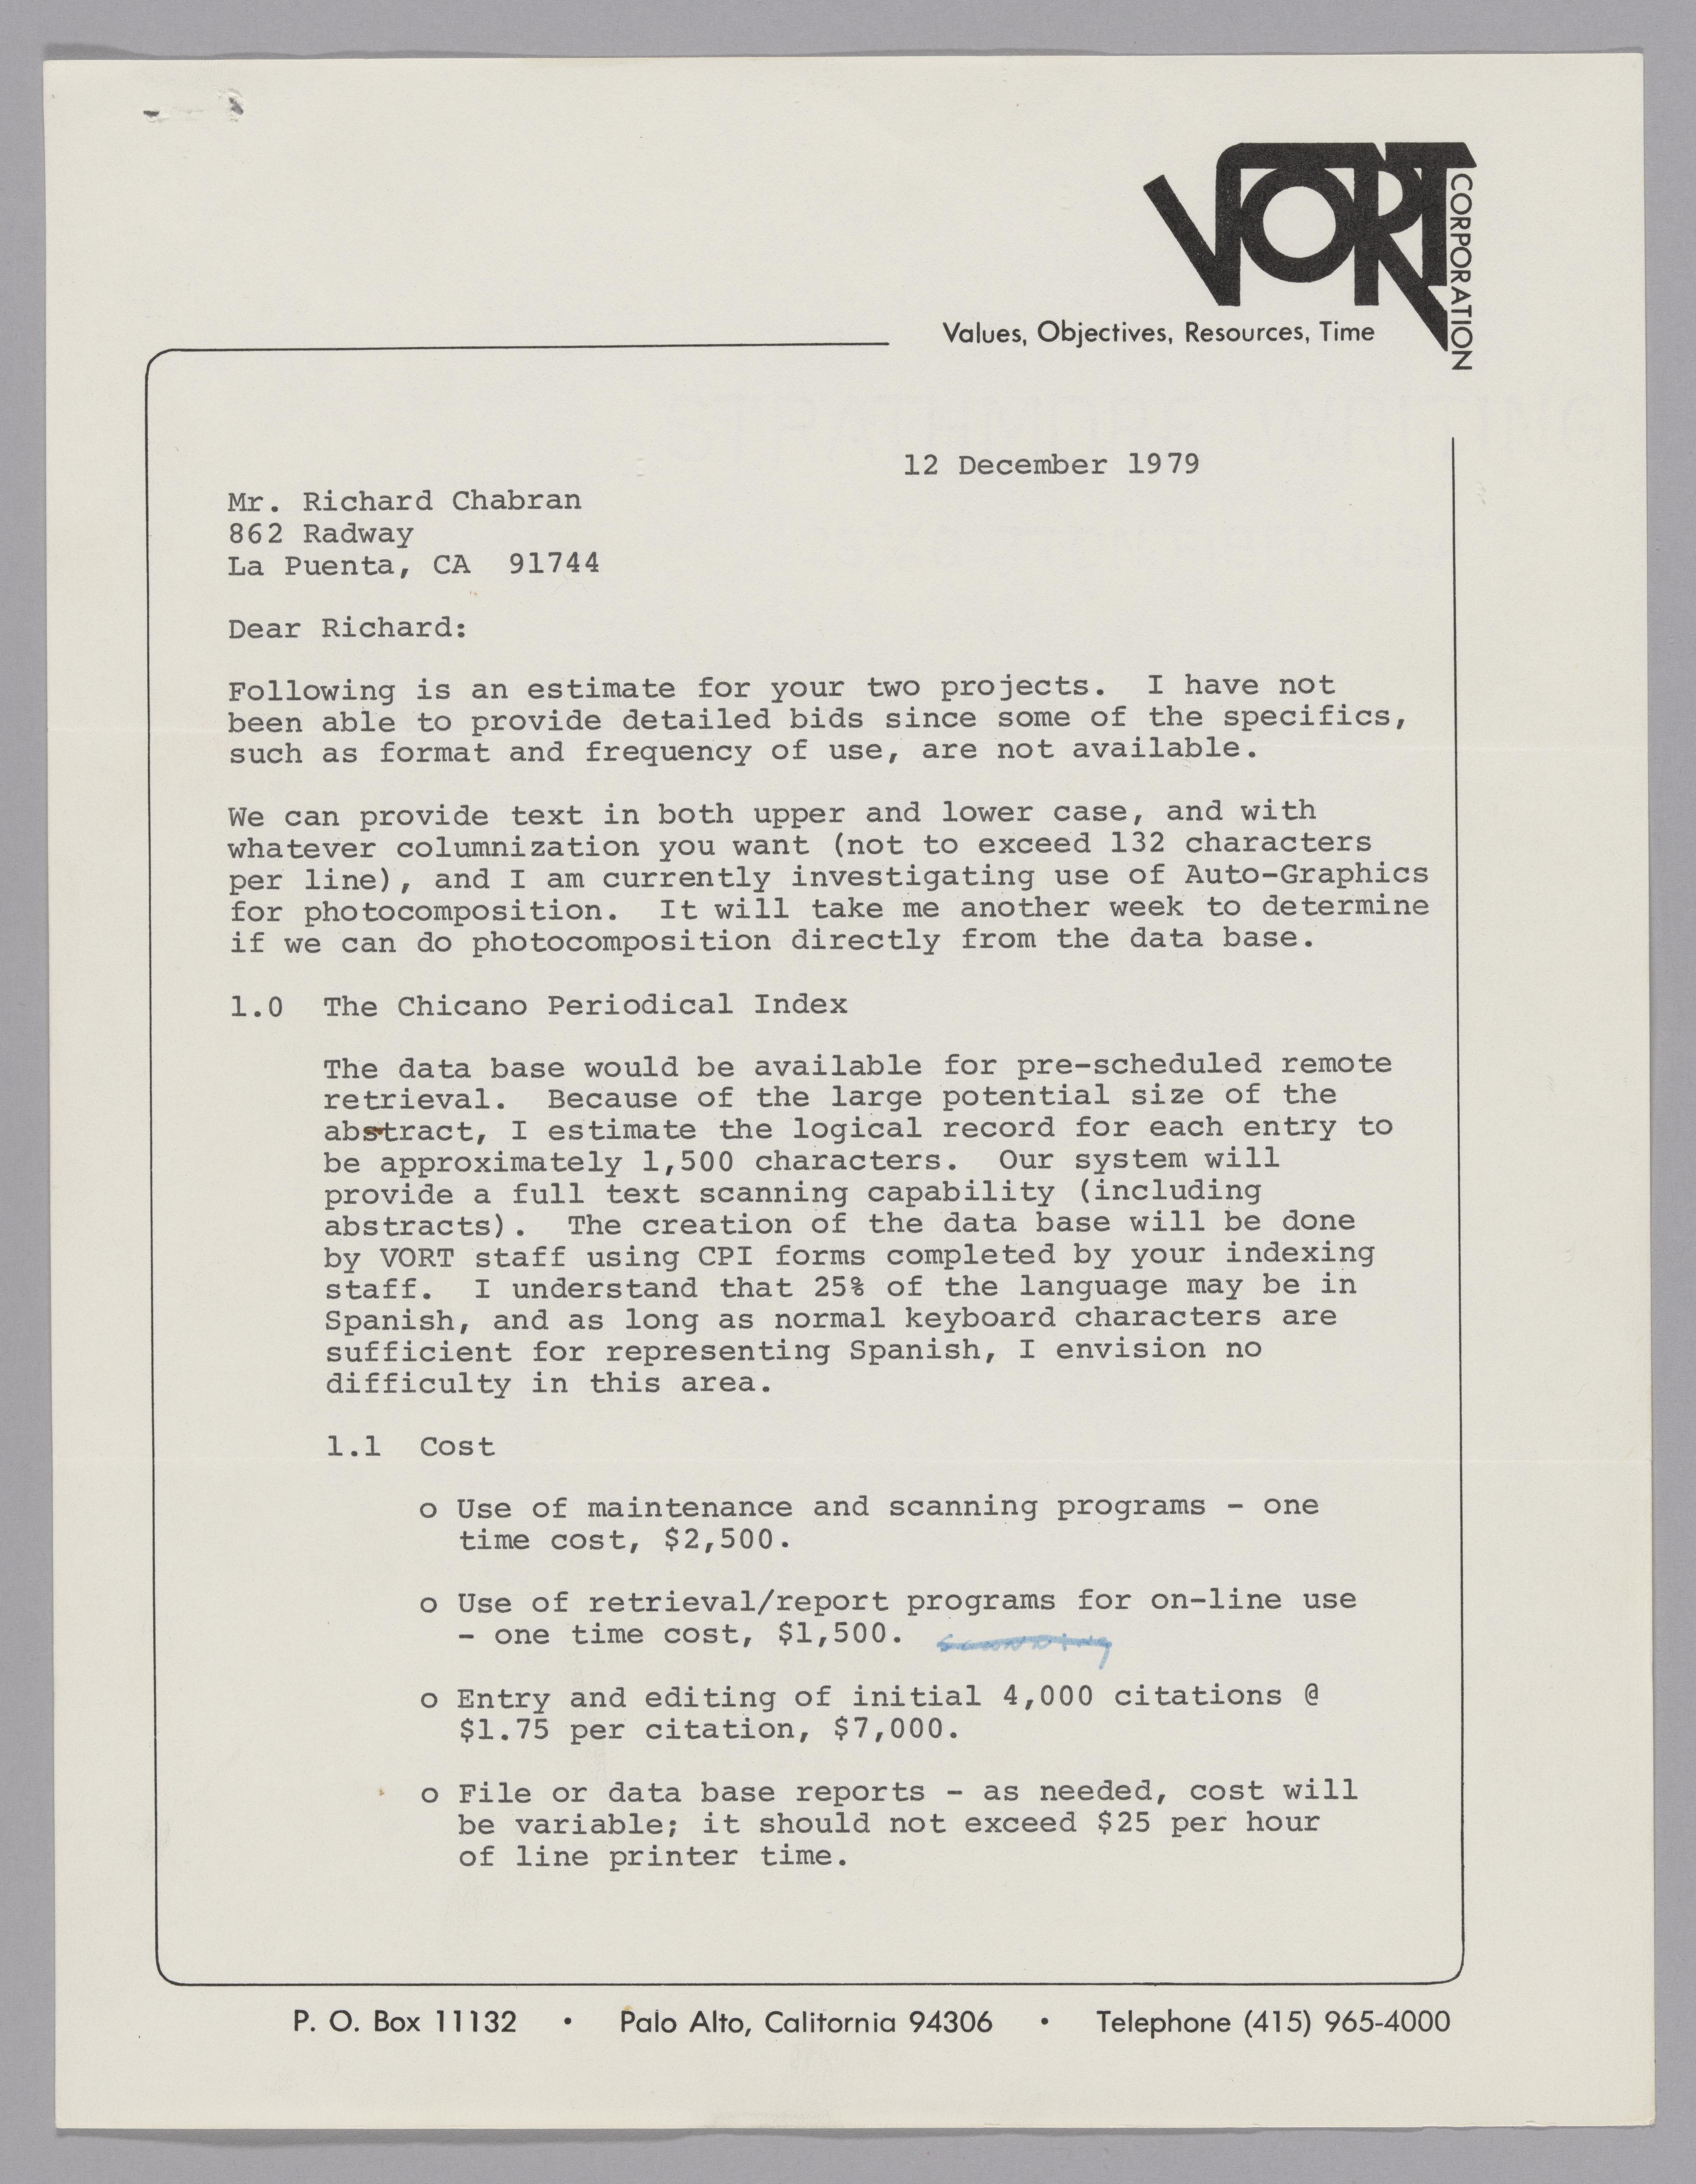 VORT
CORPORATION
Values, Objectives, Resources, Time
12 December 1979
Mr. Richard Chabran
862 Radway
La Puenta, CA  91744
Dear Richard:
Following is an estimate for your two projects.  I have not
been able to provide detailed bids since some of the specifics,
such as format and frequency of use, are not available.
We can provide text in both upper and lower case, and with
whatever columnization you want (not to exceed 132 characters
per line), and I am currently investigating use of Auto-Graphics
for photocomposition.  It will take me another week to determine
if we can do photocomposition directly from the data base.
1.0  The Chicano Periodical Index
The data base would be available for pre-scheduled remote
retrieval.  Because of the large potential size of the
abstract, I estimate the logical record for each entry to
be approximately 1,500 characters.  Our system will
provide a full text scanning capability (including
abstracts).  The creation of the data base will be done
by VORT staff using CPI forms completed by your indexing
staff.  I understand that 25% of the language may be in
Spanish, and as long as normal keyboard characters are
sufficient for representing Spanish, I envision no
difficulty in this area.
1.1  Cost
o Use of maintenance and scanning programs - one
time cost, $2,500.
o Use of retrieval/report programs for on-line use
- one time cost, $1,500. scanning
o Entry and editing of initial 4,000 citations @
$1.75 per citation, $7,000.
o File or data base reports - as needed, cost will
be variable; it should not exceed $25 per hour
of line printer time.
P. O. Box 11132 • Palo Alto, California 94306 • Telephone (415) 965-4000